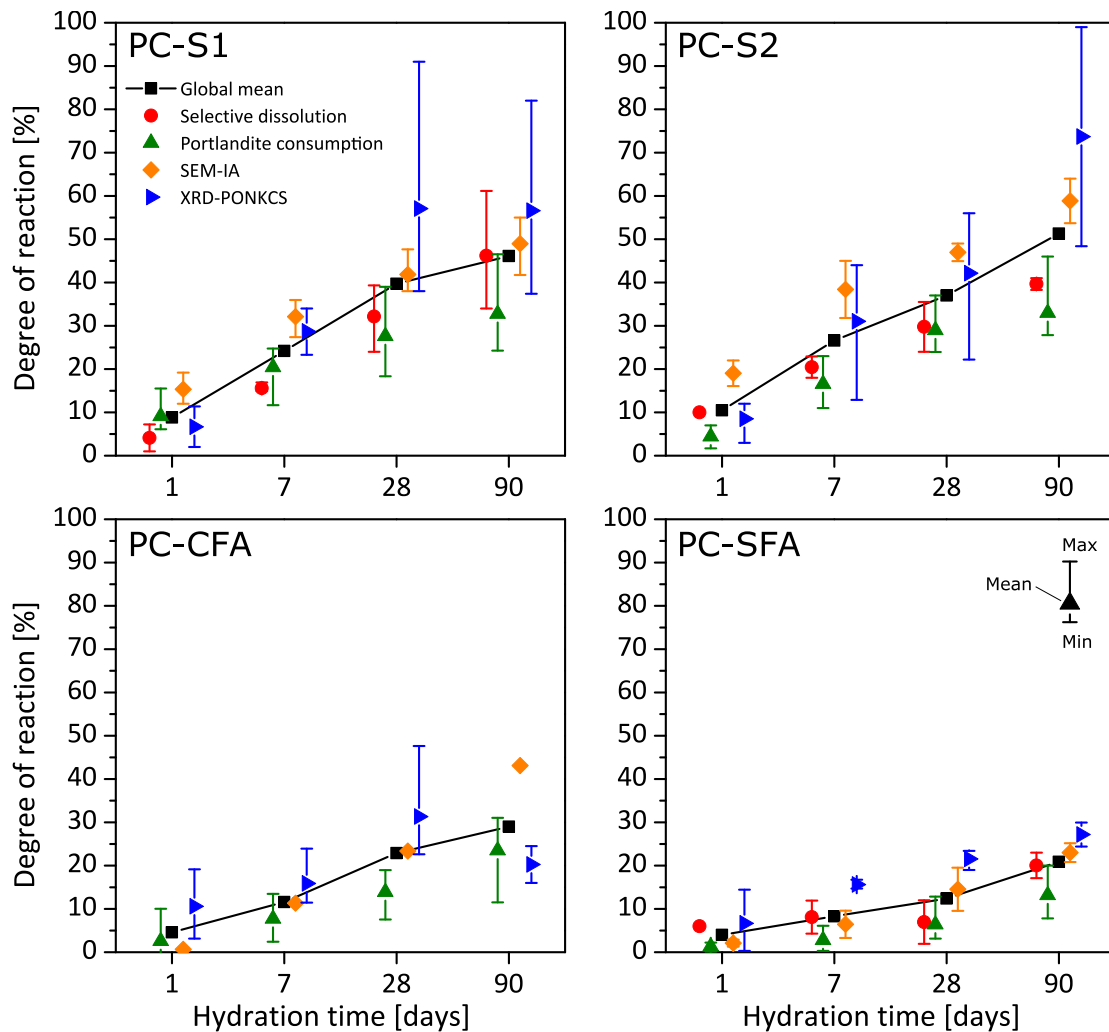 PC-S1
Global mean
Selective dissolution
Portlandite consumption
SEM-IA
XRD-PONKCS
Degree of reaction [%]
100
90
80
70
60
50
40
30
20
10
0
1 7 28 90
PC-S2
100
90
80
70
60
50
40
30
20
10
0
1 7 28 90
PC-CFA
Degree of reaction [%]
100
90
80
70
60
50
40
30
20
10
0
1 7 28 90
Hydration time [days]
PC-SFA
Max
Mean
Min
100
90
80
70
60
50
40
30
20
10
0
1 7 28 90
Hydration time [days]